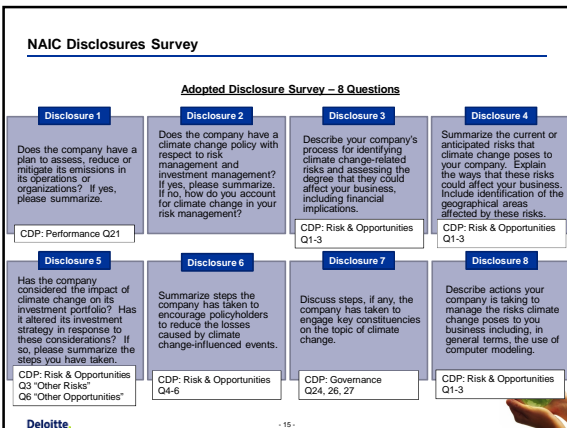 NAIC Disclosures Survey
Adopted Disclosure Survey – 8 Questions
Disclosure 1
Does the company have a
plan to assess, reduce or
mitigate its emissions in
its operations or
organizations? If yes,
please summarize.
CDP: Performance Q21
Disclosure 2
Does the company have a
climate change policy with
respect to risk
management and
investment management?
If yes, please summarize.
If no, how do you account
for climate change in your
risk management?
Disclosure 3
Describe your company's
process for identifying
climate change-related
risks and assessing the
degree that they could
affect your business,
including financial
implications.
CDP: Risk & Opportunities
Q1-3
Disclosure 4
Summarize the current or
anticipated risks that
climate change poses to
your company. Explain
the ways that these risks
could affect your business.
Include identification of the
geographical areas
affected by these risks.
CDP: Risk & Opportunities
Q1-3
Disclosure 5
Has the company
considered the impact of
climate change on its
investment portfolio? Has
it altered its investment
strategy in response to
these considerations? If
so, please summarize the
steps you have taken.
CDP: Risk & Opportunities
Q3 "Other Risks"
Q6 "Other Opportunities"
Disclosure 6
Summarize steps the
company has taken to
encourage policyholders
to reduce the losses
caused by climate
change-influenced events.
CDP: Risk & Opportunities
Q4-6
Disclosure 7
Discuss steps, if any, the
company has taken to
engage key constituencies
on the topic of climate
change.
CDP: Governance
Q24, 26, 27
Disclosure 8
Describe actions your
company is taking to
manage the risks climate
change poses to you
business including, in
general terms, the use of
computer modeling.
CDP: Risk & Opportunities
Q1-3
Deloitte.
- 15 -